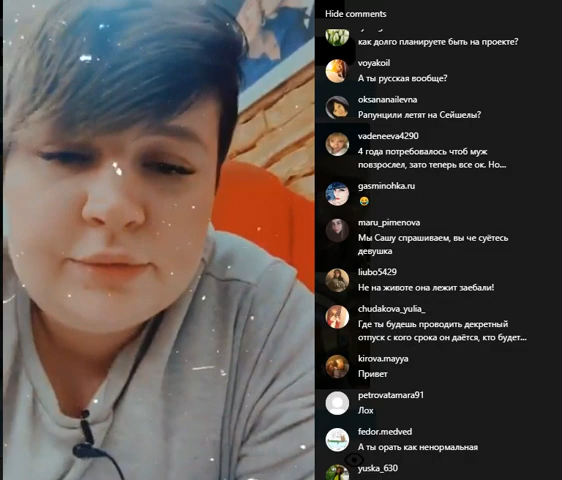 Hide comments
как долго планируете быть на проекте?
voyakoil
А ты русская вообще?
oksananailevna
Рапунцили летят на Сейшелы?
vadeneeva4290
4 года потребовалось чтоб муж
повзрослел, зато теперь все ок. Но...
gasminohka.ru
😂
maru_pimenova
Мы Сашу спрашиваем, вы че суётесь
девушка
liubo5429
Не на животе она лежит заебали!
chudakova_yulia_
Где ты будешь проводить декретный
отпуск с кого срока он даётся, кто будет...
kirova.mayya
Привет
petrovatamara91
Лох
fedor.medved
А ты орать как ненормальная
yuska_630